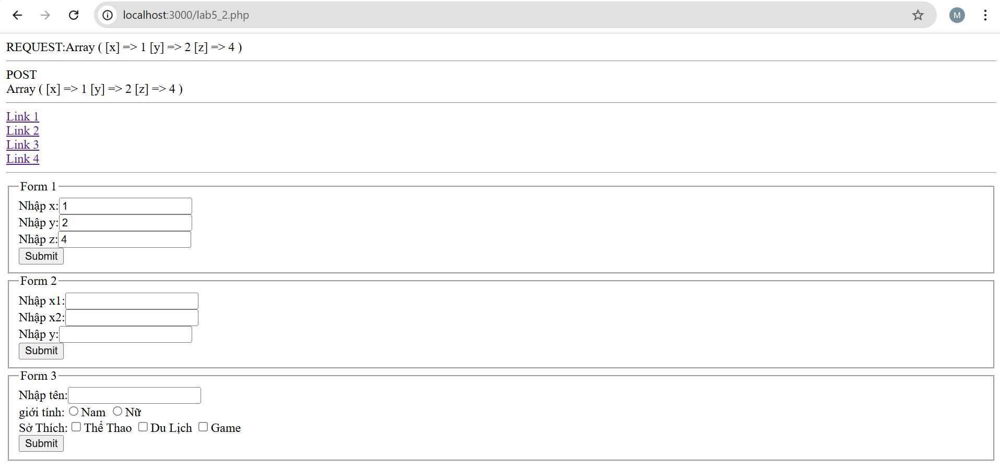 localhost:3000/lab5_2.php
M
REQUEST:Array ( [x] => 1 [y] => 2 [z] => 4 )
POST
Array ( [x] => 1 [y] => 2 [z] => 4 )
Link 1
Link 2
Link 3
Link 4
Form 1
Nhập x: 1
Nhập y: 2
Nhập z: 4
Submit
Form 2
Nhập x1:
Nhập x2:
Nhập y:
Submit
Form 3
Nhập tên:
giới tính: Nam Nữ
Sở Thích: Thể Thao Du Lịch Game
Submit